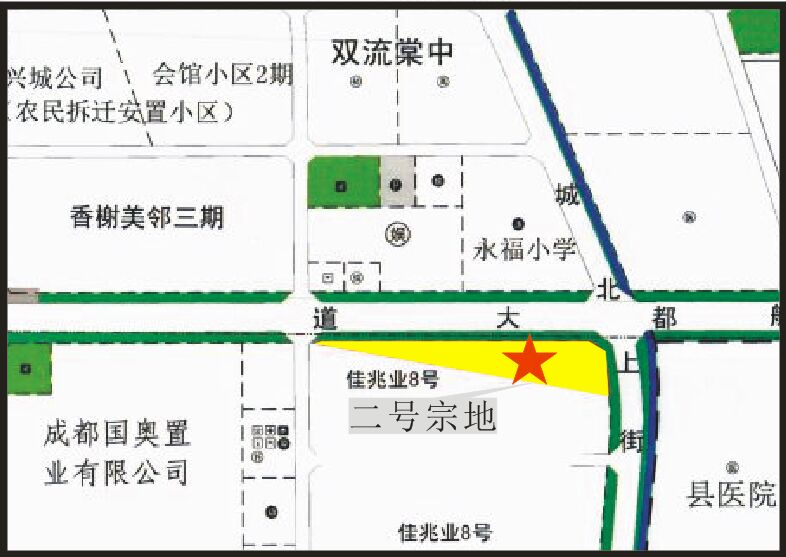 双流棠中
兴城公司
会馆小区2期
（农民拆迁安置小区）
P
香榭美邻三期
娱
永福小学
城
北
道 大 都 航
上
佳兆业8号
二号宗地
街
成都国奥置
业有限公司
县医院
佳兆业8号